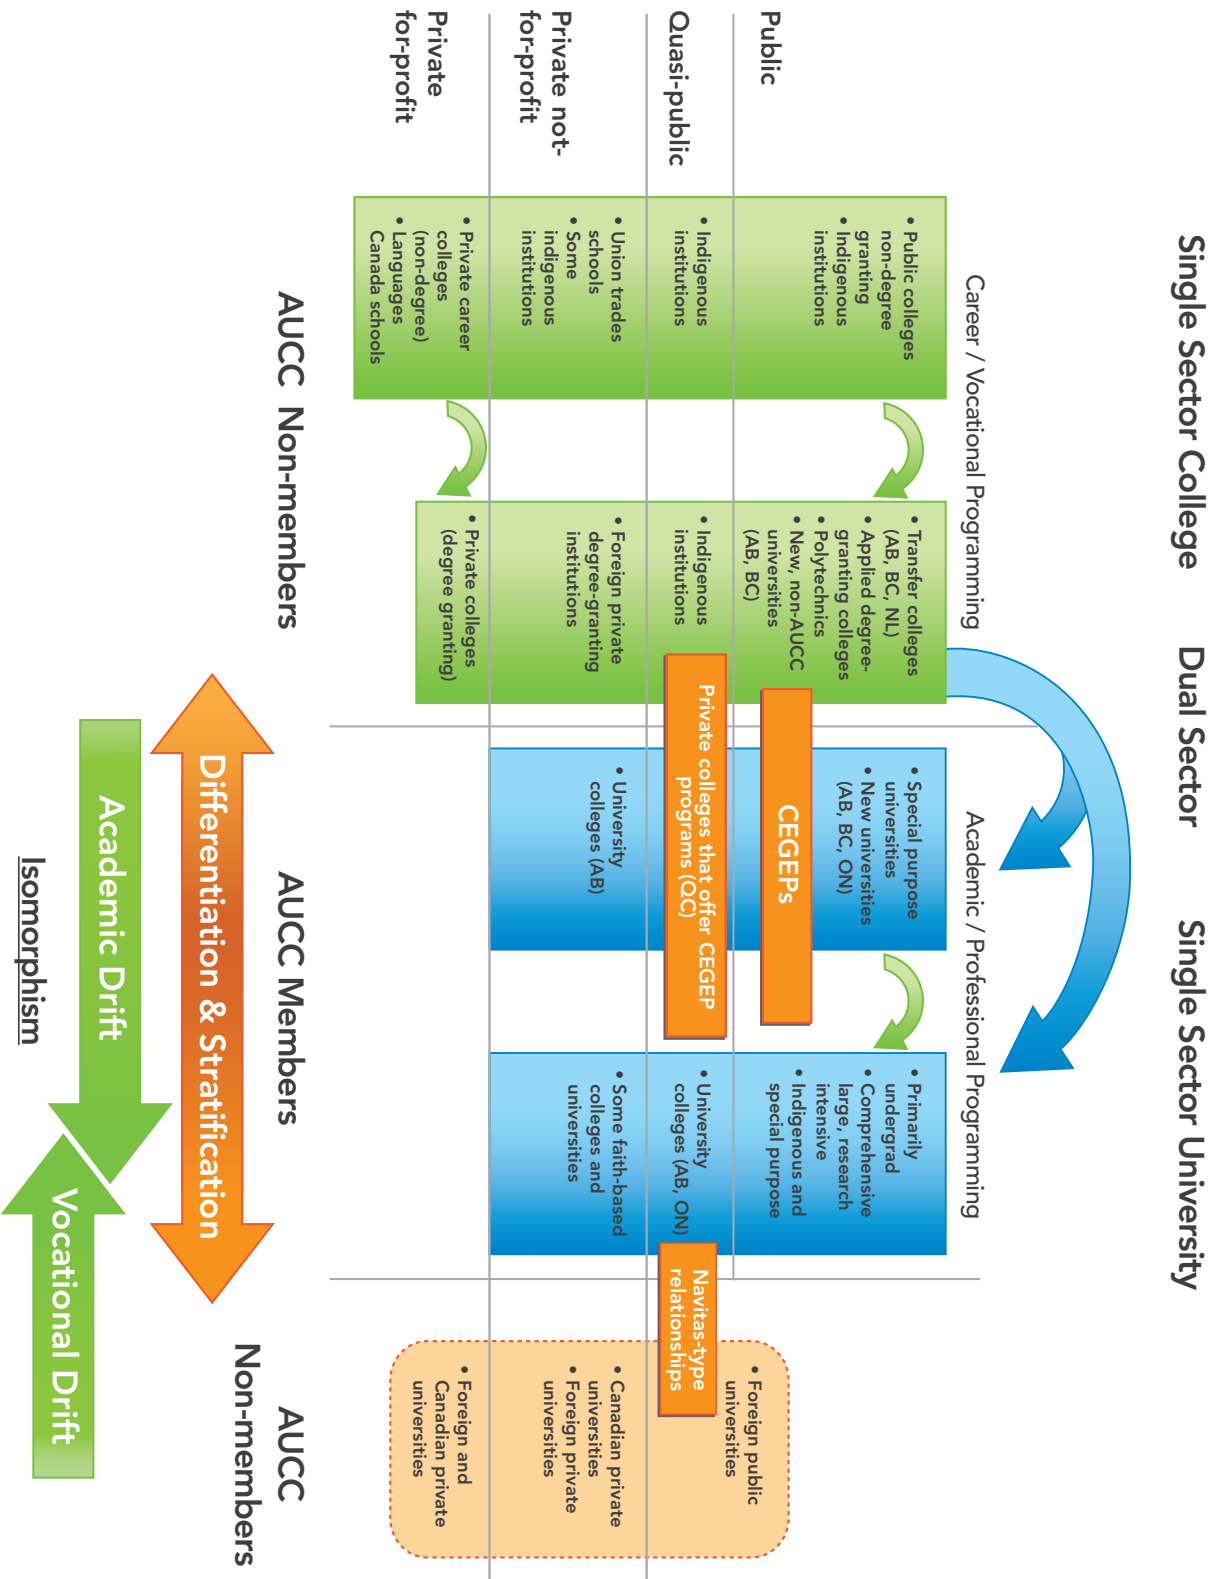 Single Sector College
Dual Sector
Single Sector University
Career / Vocational Programming
Academic / Professional Programming
Public
• Public colleges
non-degree
granting
• Indigenous
institutions
• Transfer colleges
(AB, BC, NL)
• Applied degree-
granting colleges
• Polytechnics
• New, non-AUCC
universities
(AB, BC)
• Special purpose
universities
• New universities
(AB, BC, ON)
CEGEPs
• Primarily
undergrad
• Comprehensive
large, research
intensive
• Indigenous and
special purpose
• Foreign public
universities
Quasi-public
• Indigenous
institutions
• Indigenous
institutions
Private colleges that offer CEGEP
programs (QC)
• University
colleges (AB, ON)
Navitas-type
relationships
Private not-
for-profit
• Union trades
schools
• Some
indigenous
institutions
• Foreign private
degree-granting
institutions
• University
colleges (AB)
• Some faith-based
colleges and
universities
• Canadian private
universities
• Foreign private
universities
Private
for-profit
• Private career
colleges
(non-degree)
• Languages
Canada schools
• Private colleges
(degree granting)
• Foreign and
Canadian private
universities
AUCC Non-members
AUCC Members
AUCC
Non-members
Differentiation & Stratification
Academic Drift
Vocational Drift
Isomorphism